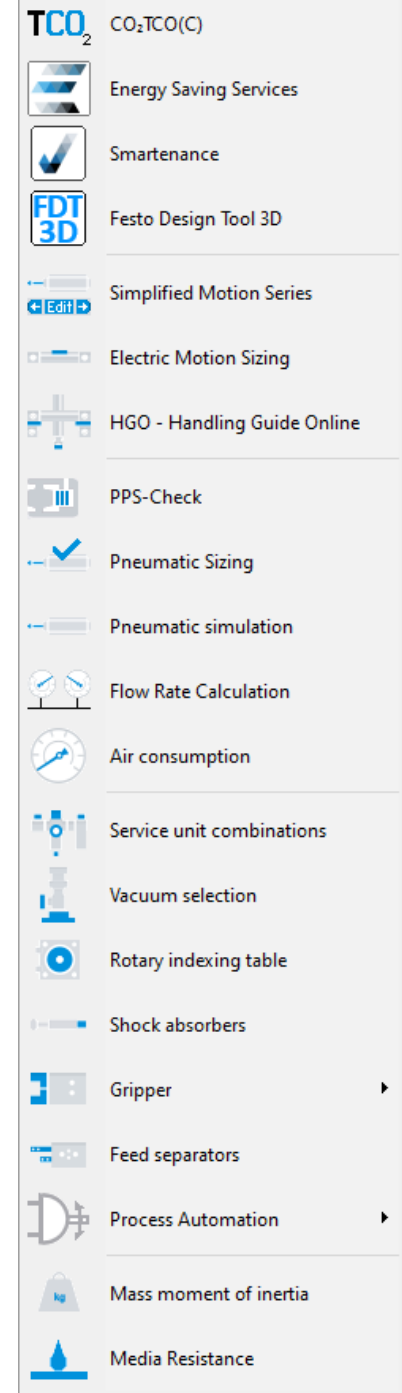 TCO₂ CO₂TCO(C)
Energy Saving Services
Smartenance
FDT
3D
Festo Design Tool 3D
Simplified Motion Series
Edit
Electric Motion Sizing
HGO - Handling Guide Online
PPS-Check
Pneumatic Sizing
Pneumatic simulation
Flow Rate Calculation
Air consumption
Service unit combinations
Vacuum selection
Rotary indexing table
Shock absorbers
Gripper
Feed separators
Process Automation
kg Mass moment of inertia
Media Resistance